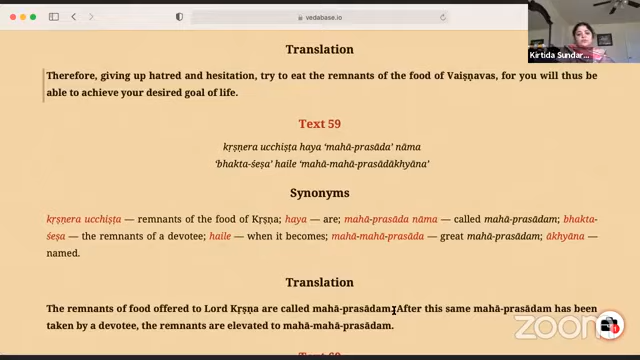 vedabase.io
Kirtida Sundar...
Translation
Therefore, giving up hatred and hesitation, try to eat the remnants of the food of Vaiṣṇavas, for you will thus be
able to achieve your desired goal of life.
Text 59
kṛṣṇera ucchiṣṭa haya ‘mahā-prasāda’ nāma
‘bhakta-śeṣa’ haile ‘mahā-mahā-prasādākhyāna’
Synonyms
kṛṣṇera ucchiṣṭa — remnants of the food of Kṛṣṇa; haya — are; mahā-prasāda nāma — called mahā-prasādam; bhakta-
śeṣa — the remnants of a devotee; haile — when it becomes; mahā-mahā-prasāda — great mahā-prasādam; ākhyāna —
named.
Translation
The remnants of food offered to Lord Kṛṣṇa are called mahā-prasādam. After this same mahā-prasādam has been
taken by a devotee, the remnants are elevated to mahā-mahā-prasādam.
zoom